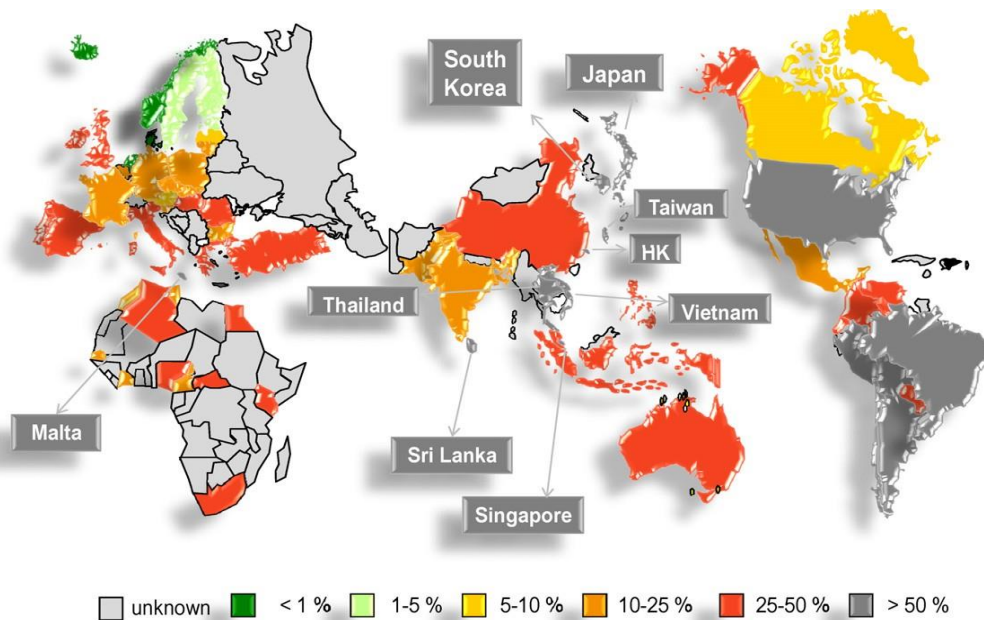 South
Korea
Japan
Taiwan
HK
Thailand
Vietnam
Malta
Sri Lanka
Singapore
unknown < 1 % 1-5 % 5-10 % 10-25 % 25-50 % > 50 %